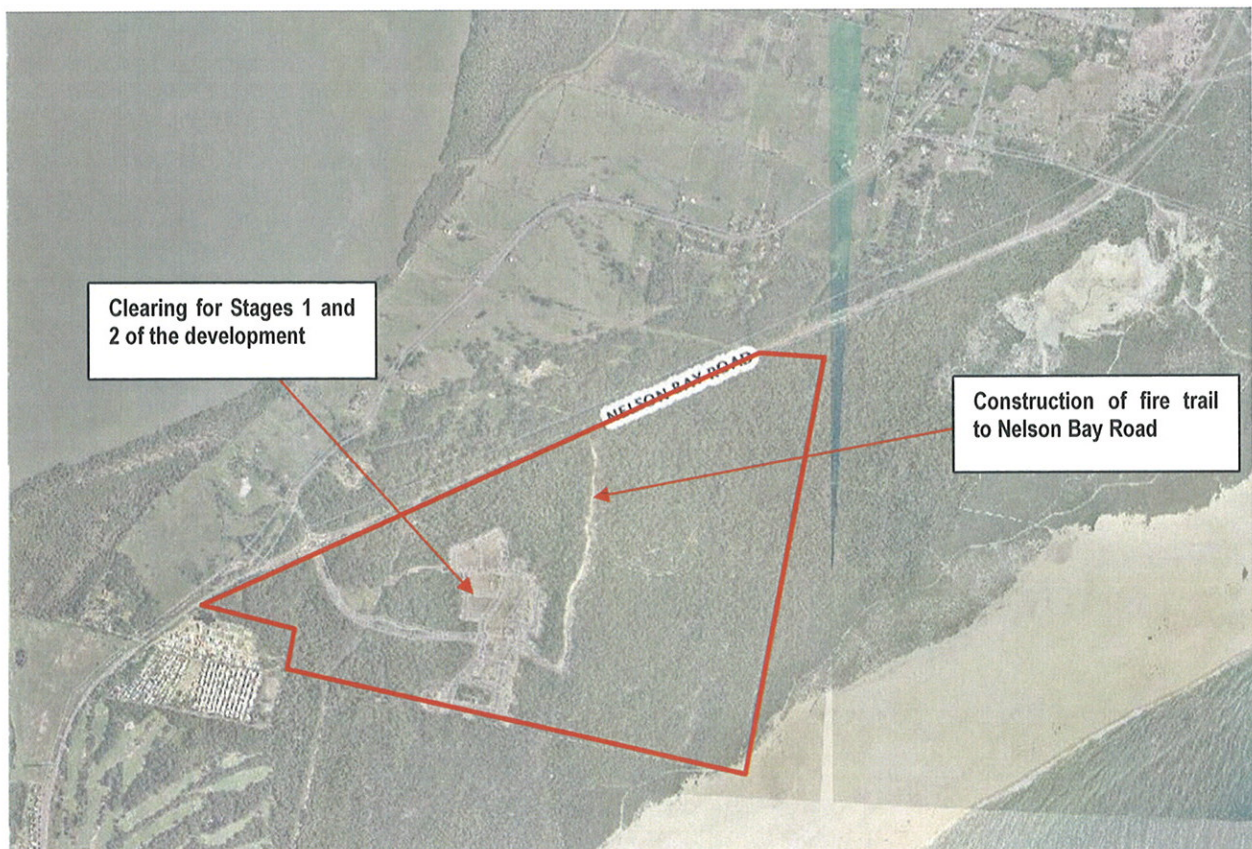 Clearing for Stages 1 and
2 of the development
NELSON BAY ROAD
Construction of fire trail
to Nelson Bay Road